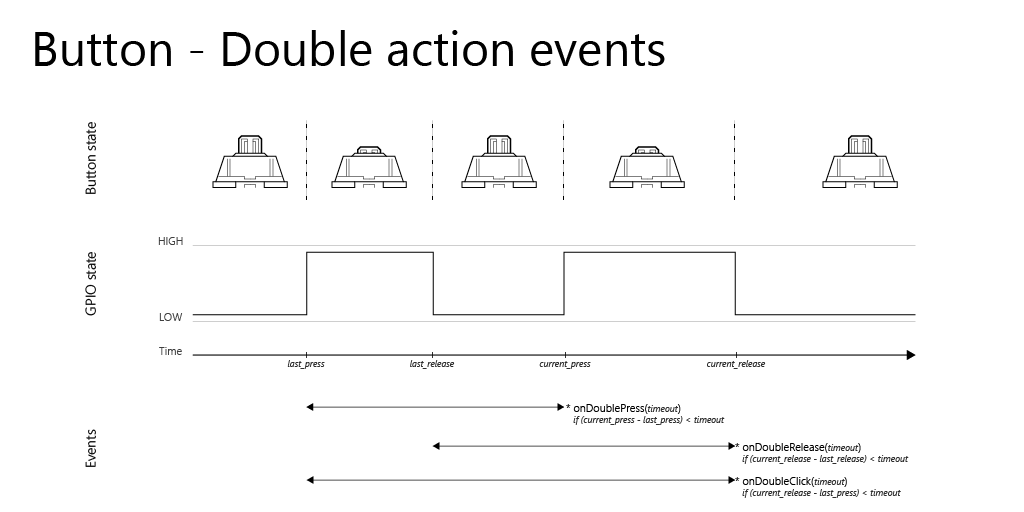 Button - Double action events
Button state
HIGH
GPIO state
LOW
Time
last_press last_release current_press current_release
Events
* onDoublePress(timeout)
if (current_press - last_press) < timeout
* onDoubleRelease(timeout)
if (current_release - last_release) < timeout
* onDoubleClick(timeout)
if (current_release - last_press) < timeout